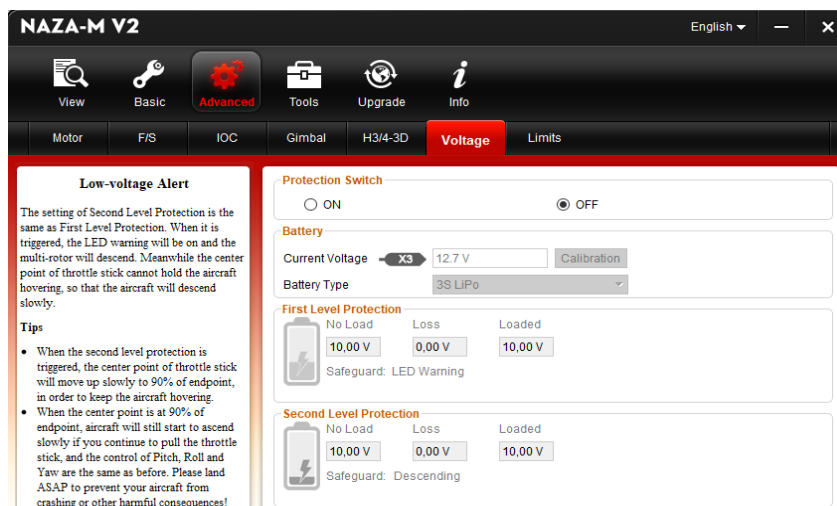 NAZA-M V2
English
View Basic Advanced Tools Upgrade Info
Motor F/S IOC Gimbal H3/4-3D Voltage Limits
Low-voltage Alert
The setting of Second Level Protection is the
same as First Level Protection. When it is
triggered, the LED warning will be on and the
multi-rotor will descend. Meanwhile the center
point of throttle stick cannot hold the aircraft
hovering, so that the aircraft will descend
slowly.
Tips
• When the second level protection is
triggered, the center point of throttle stick
will move up slowly to 90% of endpoint,
in order to keep the aircraft hovering.
• When the center point is at 90% of
endpoint, aircraft will still start to ascend
slowly if you continue to pull the throttle
stick, and the control of Pitch, Roll and
Yaw are the same as before. Please land
ASAP to prevent your aircraft from
crashing or other harmful consequences!
Protection Switch
ON OFF
Battery
Current Voltage X3 12.7 V Calibration
Battery Type 3S LiPo
First Level Protection
No Load Loss Loaded
10,00 V 0,00 V 10,00 V
Safeguard: LED Warning
Second Level Protection
No Load Loss Loaded
10,00 V 0,00 V 10,00 V
Safeguard: Descending